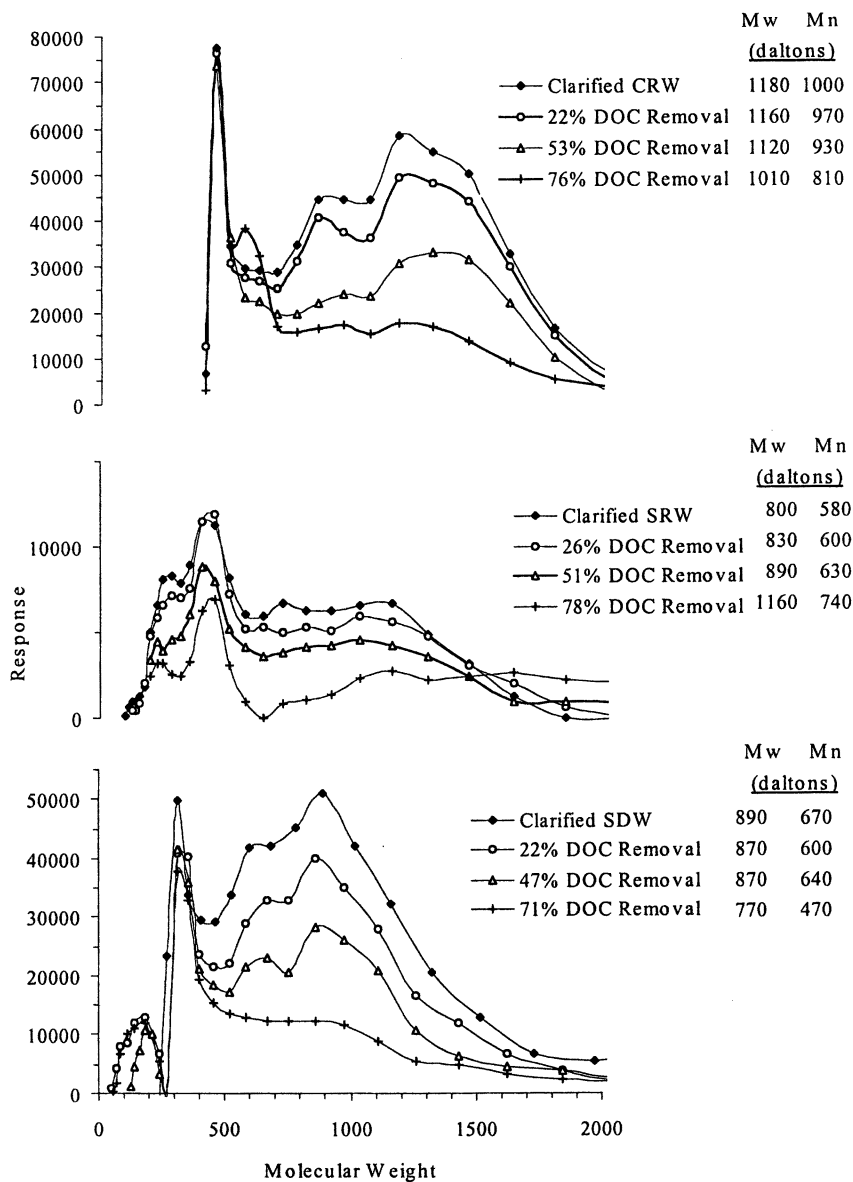 Mw Mn
(daltons)
Clarified CRW 1180 1000
22% DOC Removal 1160 970
53% DOC Removal 1120 930
76% DOC Removal 1010 810
80000
70000
60000
50000
40000
30000
20000
10000
0
Mw Mn
(daltons)
Clarified SRW 800 580
26% DOC Removal 830 600
51% DOC Removal 890 630
78% DOC Removal 1160 740
10000
0
Response
Mw Mn
(daltons)
Clarified SDW 890 670
22% DOC Removal 870 600
47% DOC Removal 870 640
71% DOC Removal 770 470
50000
40000
30000
20000
10000
0
0 500 1000 1500 2000
Molecular Weight